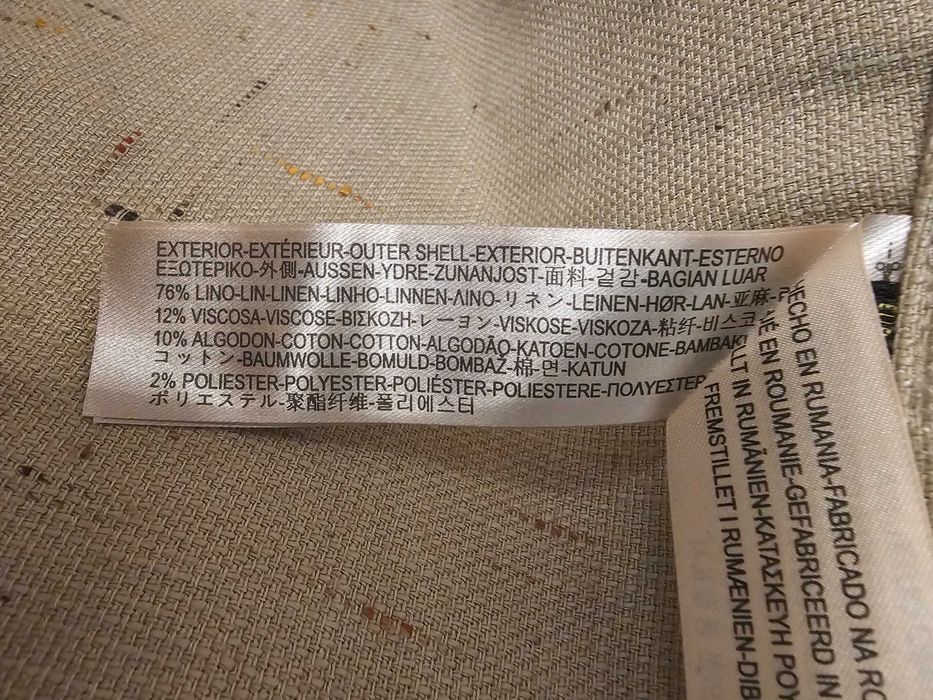 EXTERIOR-EXTÉRIEUR-OUTER SHELL-EXTERIOR-BUITENKANT-ESTERNO
ΕΞΩΤΕΡΙΚΟ-外側-AUSSEN-YDRE-ZUNANJOST-面料-겉감-BAGIAN LUAR
76% LINO-LIN-LINEN-LINHO-LINNEN-ΛΙΝΟ-リネン-LEINEN-HØR-LAN-亚麻-
12% VISCOSA-VISCOSE-ΒΙΣΚΟΖΗ-レーヨン-VISKOSE-VISKOZA-粘纤-비스코
10% ALGODON-COTON-COTTON-ALGODÃO-KATOEN-COTONE-ΒΑΜΒΑΚΙ
コットン-BAUMWOLLE-BOMULD-BOMBAŽ-棉-면-KATUN
2% POLIESTER-POLYESTER-POLIÉSTER-POLIESTERE-ΠΟΛΥΕΣΤΕΡ
ポリエステル-聚酯纤维-폴리에스터
HECHO EN RUMANIA-FABRICADO NA R
EN ROUMANIE-GEFABRICEERD IN
IN RUMÄNIEN-ΚΑΤΑΣΚΕΥΗ ΡΟΥ
FREMSTILLET I RUMÆNIEN-DIB